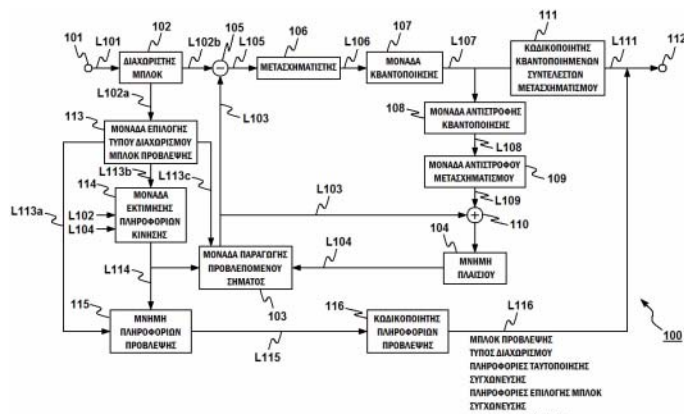 101
L101
102
ΔΙΑΧΩΡΙΣΤΗΣ
ΜΠΛΟΚ
L102b
105
L105
106
ΜΕΤΑΣΧΗΜΑΤΙΣΤΗΣ
L106
107
ΜΟΝΑΔΑ
ΚΒΑΝΤΟΠΟΙΗΣΗΣ
L107
111
ΚΩΔΙΚΟΠΟΙΗΤΗΣ
ΚΒΑΝΤΟΠΟΙΗΜΕΝΩΝ
ΣΥΝΤΕΛΕΣΤΩΝ
ΜΕΤΑΣΧΗΜΑΤΙΣΜΟΥ
L111
112
L102a
113
ΜΟΝΑΔΑ ΕΠΙΛΟΓΗΣ
ΤΥΠΟΥ ΔΙΑΧΩΡΙΣΜΟΥ
ΜΠΛΟΚ ΠΡΟΒΛΕΨΗΣ
L103
108
ΜΟΝΑΔΑ ΑΝΤΙΣΤΡΟΦΗΣ
ΚΒΑΝΤΟΠΟΙΗΣΗΣ
L108
ΜΟΝΑΔΑ ΑΝΤΙΣΤΡΟΦΟΥ
ΜΕΤΑΣΧΗΜΑΤΙΣΜΟΥ
109
L109
110
L113a
L113b
L113c
114
ΜΟΝΑΔΑ
ΕΚΤΙΜΗΣΗΣ
ΠΛΗΡΟΦΟΡΙΩΝ
ΚΙΝΗΣΗΣ
L102
L104
L103
104
ΜΝΗΜΗ
ΠΛΑΙΣΙΟΥ
L104
ΜΟΝΑΔΑ ΠΑΡΑΓΩΓΗΣ
ΠΡΟΒΛΕΠΟΜΕΝΟΥ
ΣΗΜΑΤΟΣ
103
L114
115
ΜΝΗΜΗ
ΠΛΗΡΟΦΟΡΙΩΝ
ΠΡΟΒΛΕΨΗΣ
L115
116
ΚΩΔΙΚΟΠΟΙΗΤΗΣ
ΠΛΗΡΟΦΟΡΙΩΝ
ΠΡΟΒΛΕΨΗΣ
L116
ΜΠΛΟΚ ΠΡΟΒΛΕΨΗΣ
ΤΥΠΟΣ ΔΙΑΧΩΡΙΣΜΟΥ
ΠΛΗΡΟΦΟΡΙΕΣ ΤΑΥΤΟΠΟΙΗΣΗΣ
ΣΥΓΧΩΝΕΥΣΗΣ
ΠΛΗΡΟΦΟΡΙΕΣ ΕΠΙΛΟΓΗΣ ΜΠΛΟΚ
ΣΥΓΧΩΝΕΥΣΗΣ
100